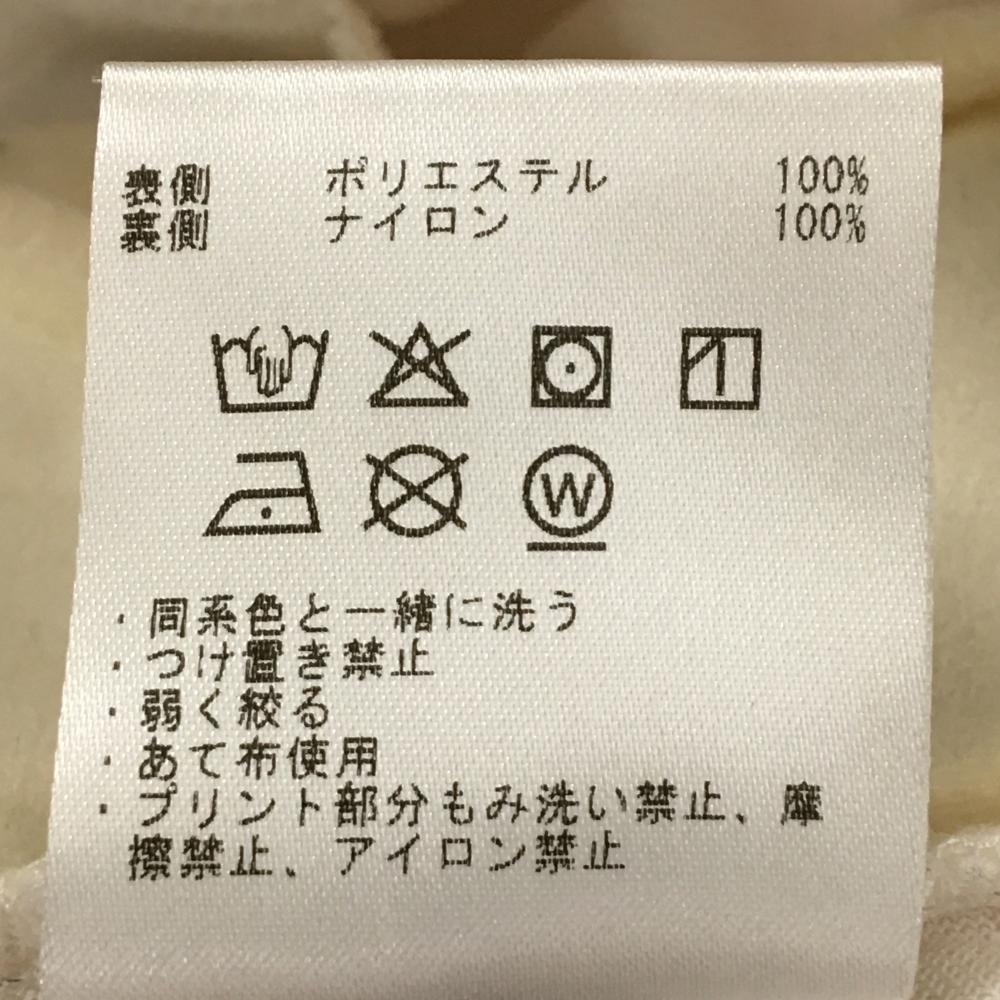 表側 ポリエステル 100%
裏側 ナイロン 100%
W
・同系色と一緒に洗う
・つけ置き禁止
・弱く絞る
・あて布使用
・プリント部分もみ洗い禁止、摩
擦禁止、アイロン禁止